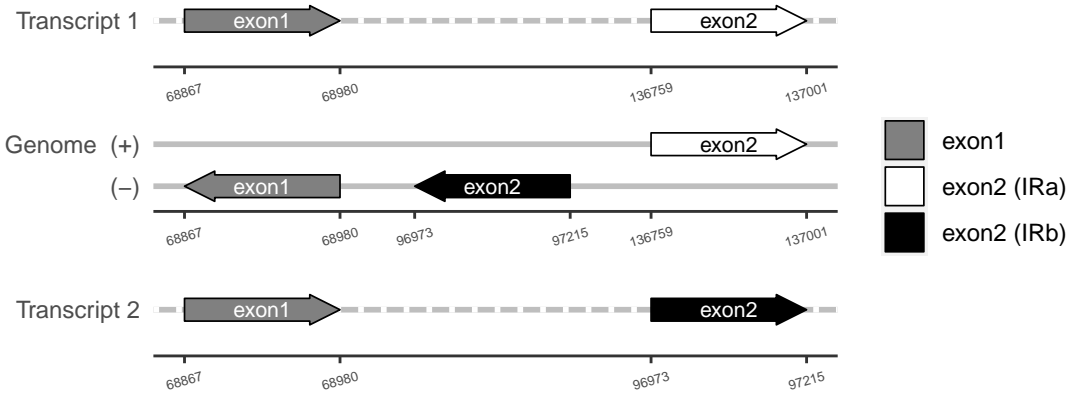 Transcript 1 exon1 exon2
68867 68980 136759 137001
Genome (+) exon2
(−) exon1 exon2
68867 68980 96973 97215 136759 137001
exon1
exon2 (IRa)
exon2 (IRb)
Transcript 2 exon1 exon2
68867 68980 96973 97215